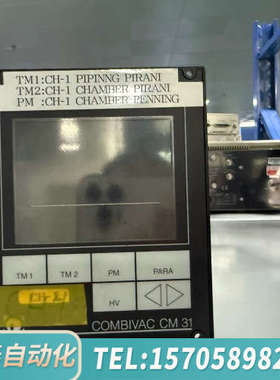 TM1:CH-1 PIPINNG PIRANI
TM2:CH-1 CHAMBER PIRANI
PM :CH-1 CHAMBER PENNING
TM 1
TM 2
PM
PARA
HV
COMBIVAC CM 31
自动化
TEL:157058982